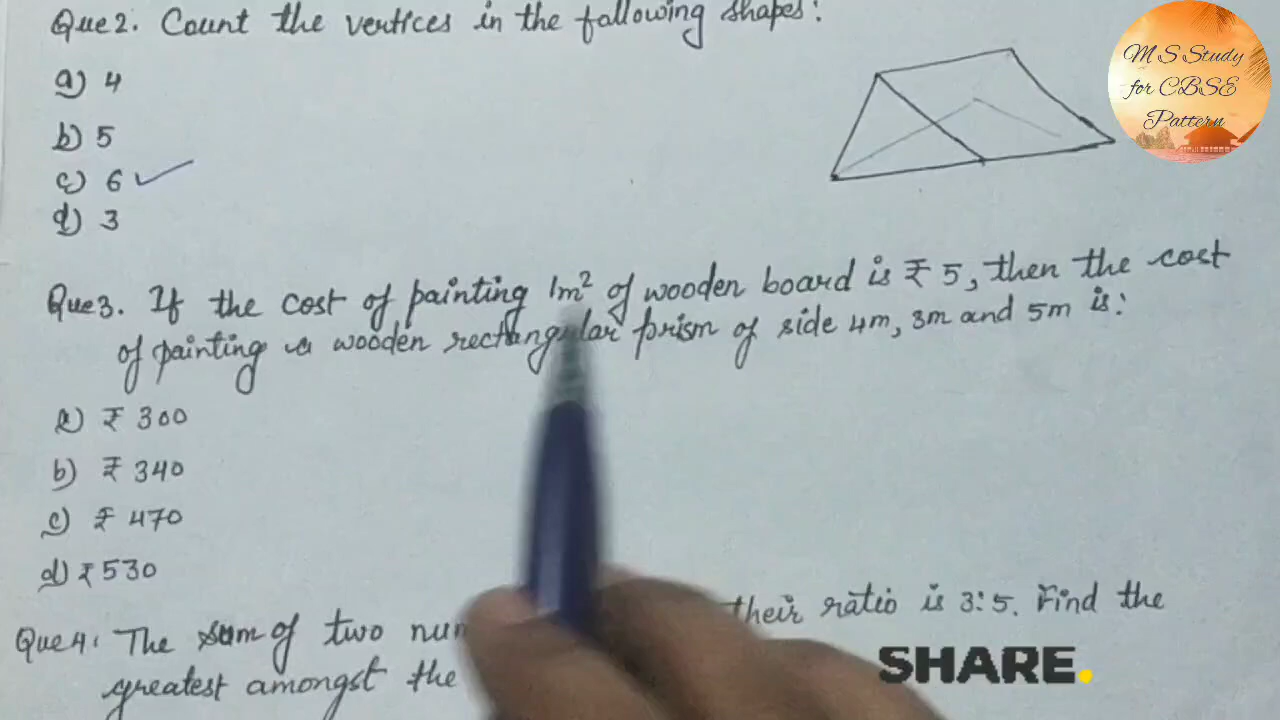 Que2. Count the vertices in the following shapes:
a) 4
b) 5
c) 6
d) 3
M S Study
for CBSE
Pattern
Que3. If the cost of painting 1m² of wooden board is ₹ 5, then the cost
of painting a wooden rectangular prism of side 4m, 3m and 5m is:
a) ₹ 300
b) ₹ 340
c) ₹ 470
d) ₹ 530
Que4. The sum of two their ratio is 3:5. Find the
greatest amongst the
SHARE.